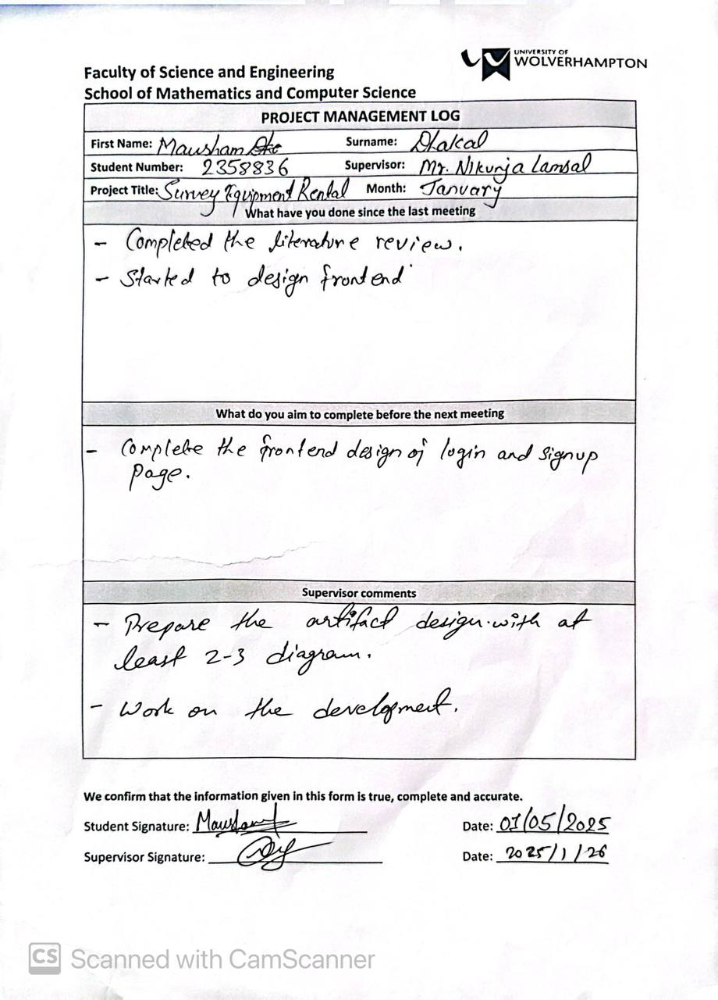 UNIVERSITY OF
WOLVERHAMPTON
Faculty of Science and Engineering
School of Mathematics and Computer Science
PROJECT MANAGEMENT LOG
First Name: Mausham Surname: Dhakal
Student Number: 2358836 Supervisor: Mr. Nikunja Lamsal
Project Title: Survey Equipment Rental Month: January
What have you done since the last meeting
- Completed the literature review.
- Started to design frontend
What do you aim to complete before the next meeting
- Complete the frontend design of login and signup
page.
Supervisor comments
- Prepare the artifact design with at
least 2-3 diagram.
- Work on the development.
We confirm that the information given in this form is true, complete and accurate.
Student Signature: Date: 01/05/2025
Supervisor Signature: Date: 2025/1/26
CS Scanned with CamScanner